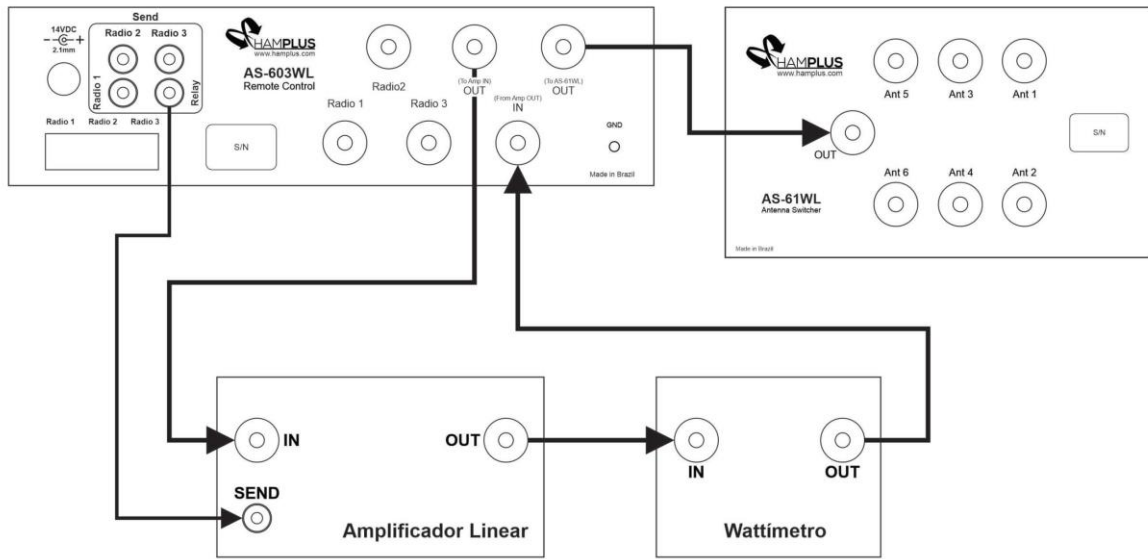 Send
14VDC
- +
2.1mm
Radio 2
Radio 3
Radio 1
Relay
Radio 1
Radio 2
Radio 3
HAMPLUS
www.hamplus.com
AS-603WL
Remote Control
S/N
Radio2
Radio 1
Radio 3
(To Amp IN)
OUT
(To AS-61WL)
OUT
(From Amp OUT)
IN
GND
Made in Brazil
HAMPLUS
www.hamplus.com
Ant 5
Ant 3
Ant 1
OUT
S/N
AS-61WL
Antenna Switcher
Ant 6
Ant 4
Ant 2
Made in Brazil
IN
OUT
SEND
Amplificador Linear
IN
OUT
Wattímetro